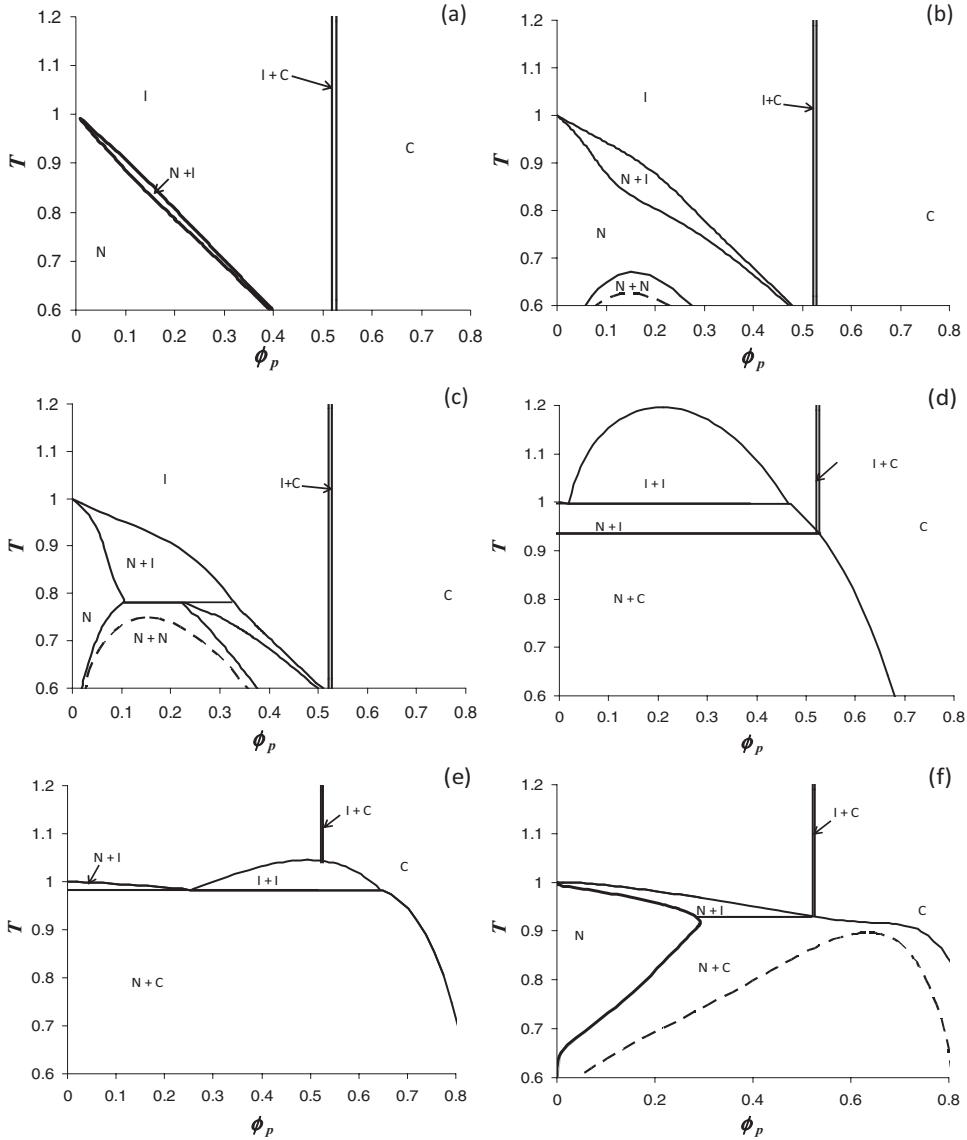 (a)
1.2
1.1
1
0.9
0.8
0.7
0.6
T
I
I + C
N + I
C
N
0 0.1 0.2 0.3 0.4 0.5 0.6 0.7 0.8
ϕp
(b)
1.2
1.1
1
0.9
0.8
0.7
0.6
T
I
I+C
N + I
C
N
N + N
0 0.1 0.2 0.3 0.4 0.5 0.6 0.7 0.8
ϕp
(c)
1.2
1.1
1
0.9
0.8
0.7
0.6
T
I
I+C
N + I
C
N
N + N
0 0.1 0.2 0.3 0.4 0.5 0.6 0.7 0.8
ϕp
(d)
1.2
1.1
1
0.9
0.8
0.7
0.6
T
I + C
I + I
N + I
C
N + C
0 0.1 0.2 0.3 0.4 0.5 0.6 0.7 0.8
ϕp
(e)
1.2
1.1
1
0.9
0.8
0.7
0.6
T
I + C
N + I
C
I + I
N + C
0 0.1 0.2 0.3 0.4 0.5 0.6 0.7 0.8
ϕp
(f)
1.2
1.1
1
0.9
0.8
0.7
0.6
T
I + C
C
N + I
N
N + C
0 0.2 0.4 0.6 0.8
ϕp